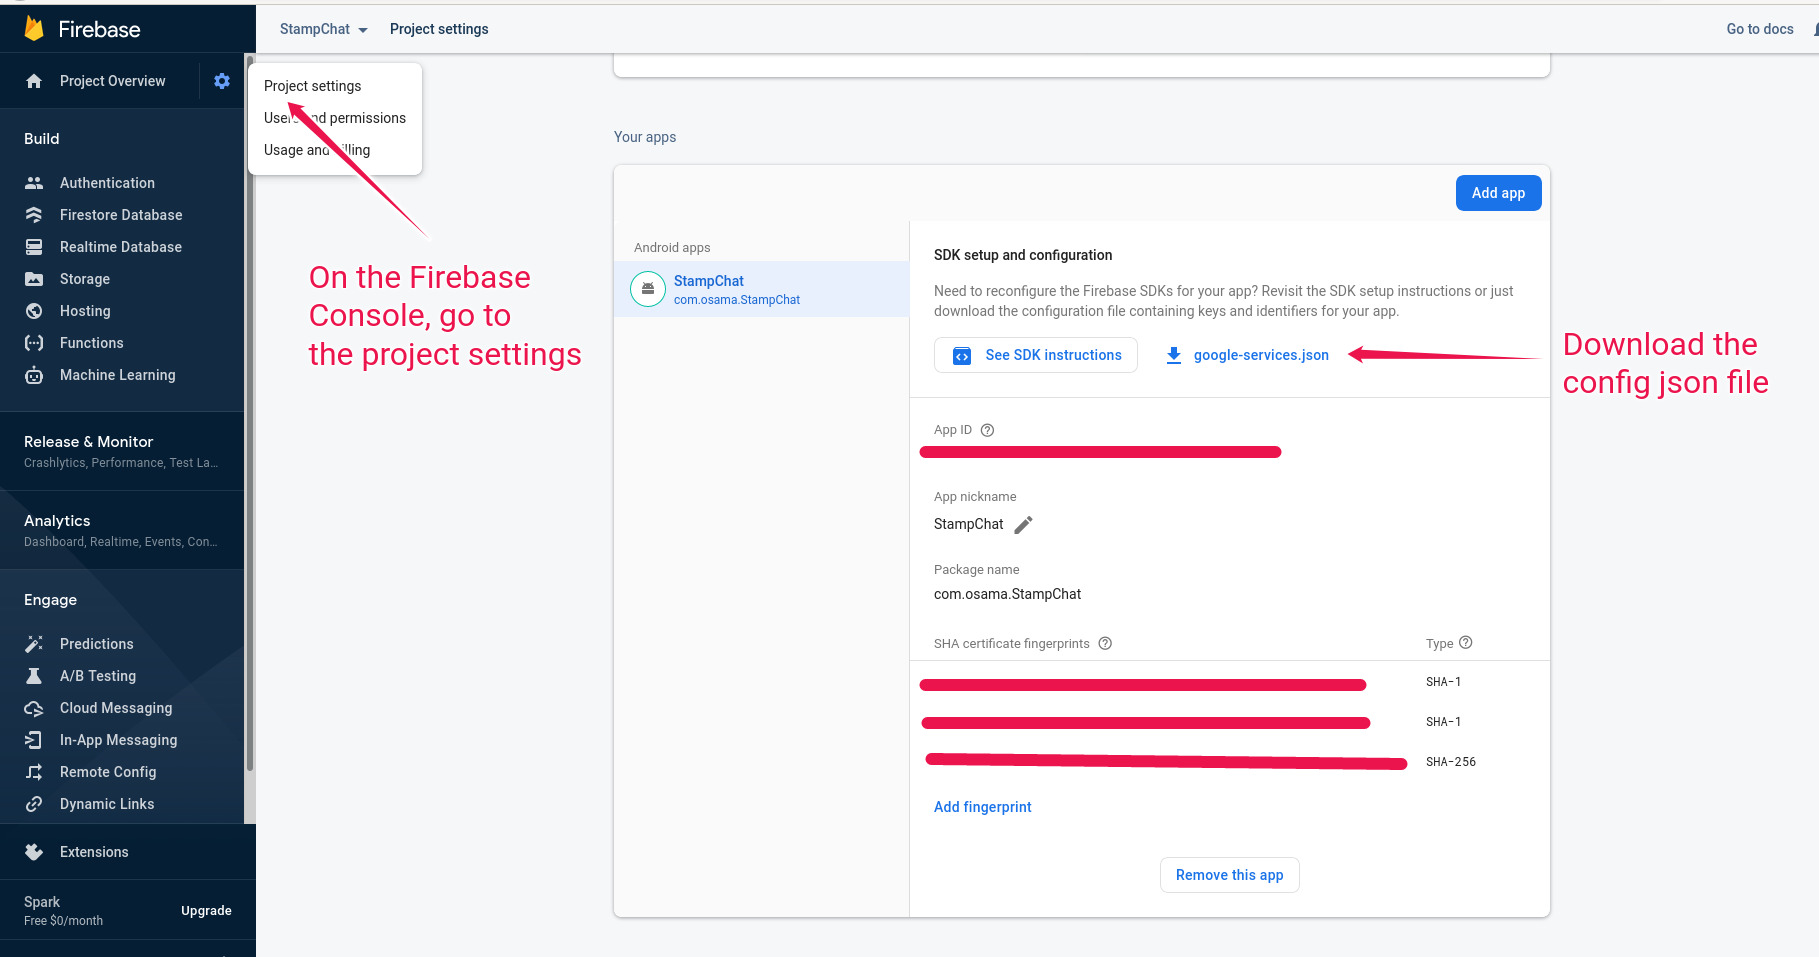 Firebase
StampChat
Project settings
Go to docs
Project Overview
Project settings
Users and permissions
Usage and billing
Build
Authentication
Firestore Database
Realtime Database
Storage
Hosting
Functions
Machine Learning
Release & Monitor
Crashlytics, Performance, Test La...
Analytics
Dashboard, Realtime, Events, Con...
Engage
Predictions
A/B Testing
Cloud Messaging
In-App Messaging
Remote Config
Dynamic Links
Extensions
Spark
Free $0/month
Upgrade
On the Firebase
Console, go to
the project settings
Your apps
Add app
Android apps
StampChat
com.osama.StampChat
SDK setup and configuration
Need to reconfigure the Firebase SDKs for your app? Revisit the SDK setup instructions or just
download the configuration file containing keys and identifiers for your app.
See SDK instructions
google-services.json
Download the
config json file
App ID
App nickname
StampChat
Package name
com.osama.StampChat
SHA certificate fingerprints
Type
SHA-1
SHA-1
SHA-256
Add fingerprint
Remove this app